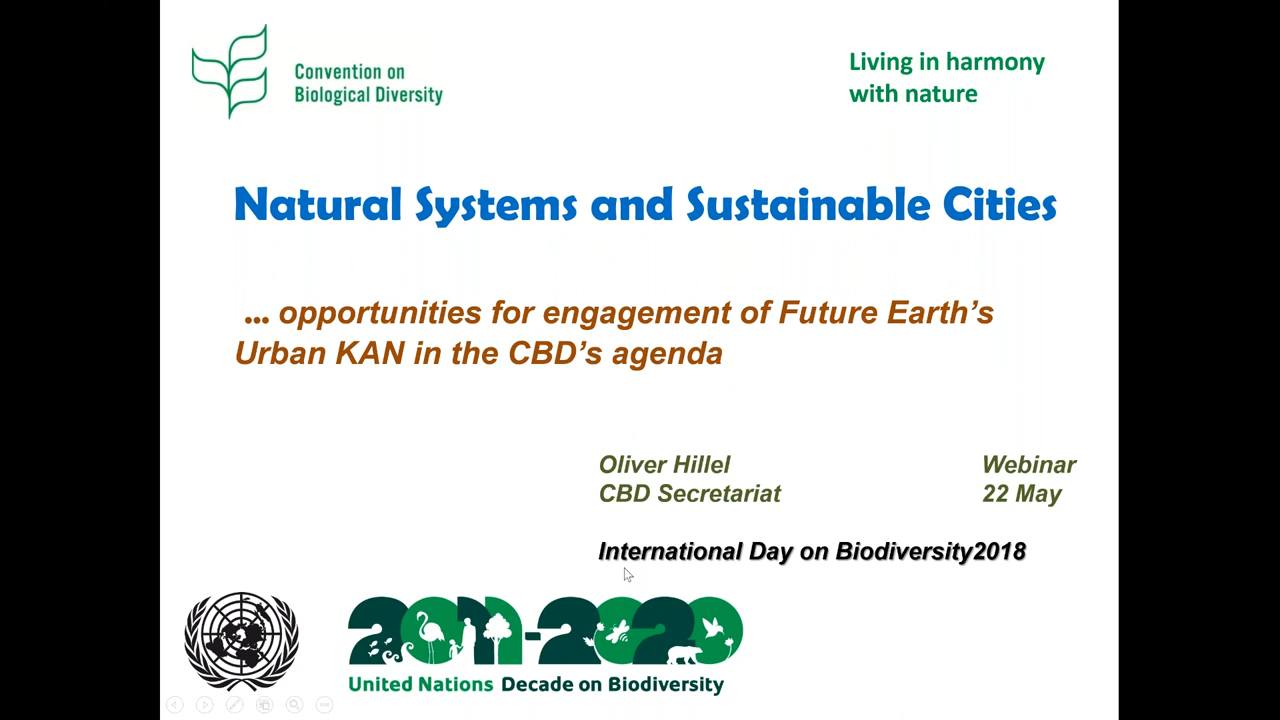 Convention on
Biological Diversity
Living in harmony
with nature
Natural Systems and Sustainable Cities
... opportunities for engagement of Future Earth's
Urban KAN in the CBD's agenda
Oliver Hillel
CBD Secretariat
Webinar
22 May
International Day on Biodiversity2018
2011-2020
United Nations Decade on Biodiversity